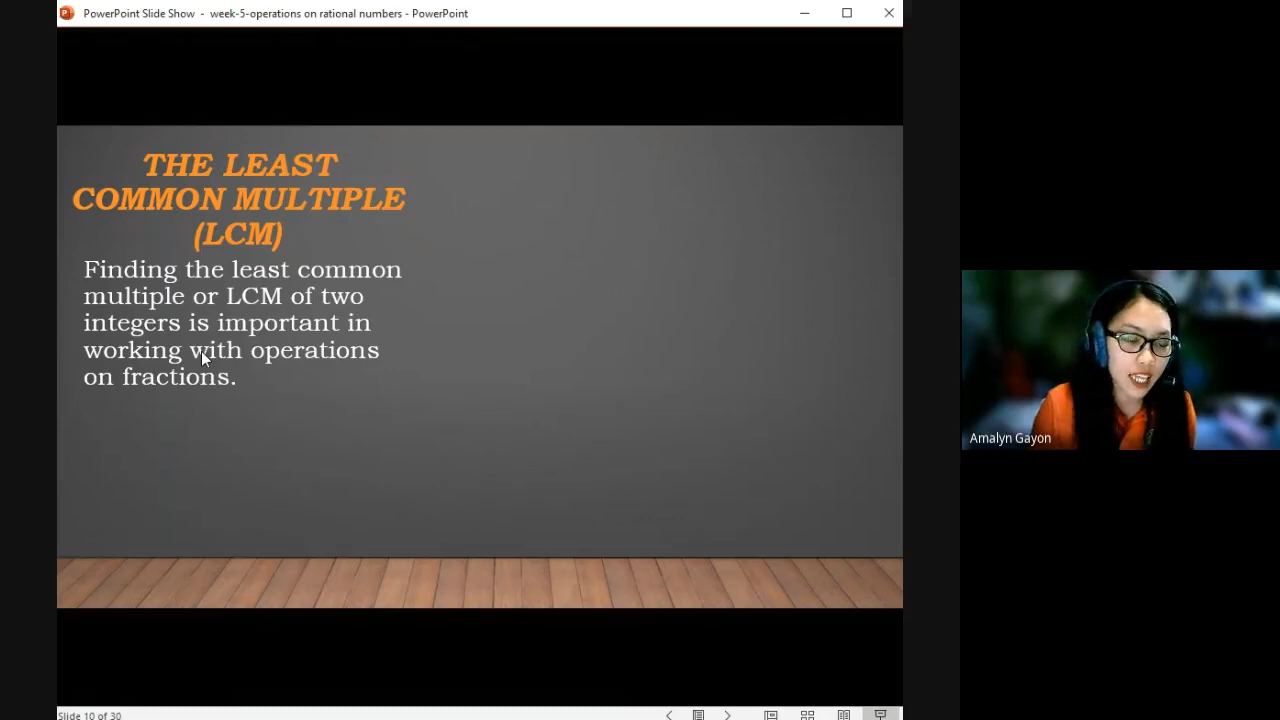 PowerPoint Slide Show - week-5-operations on rational numbers - PowerPoint
THE LEAST
COMMON MULTIPLE
(LCM)
Finding the least common
multiple or LCM of two
integers is important in
working with operations
on fractions.
Amalyn Gayon
Slide 10 of 30